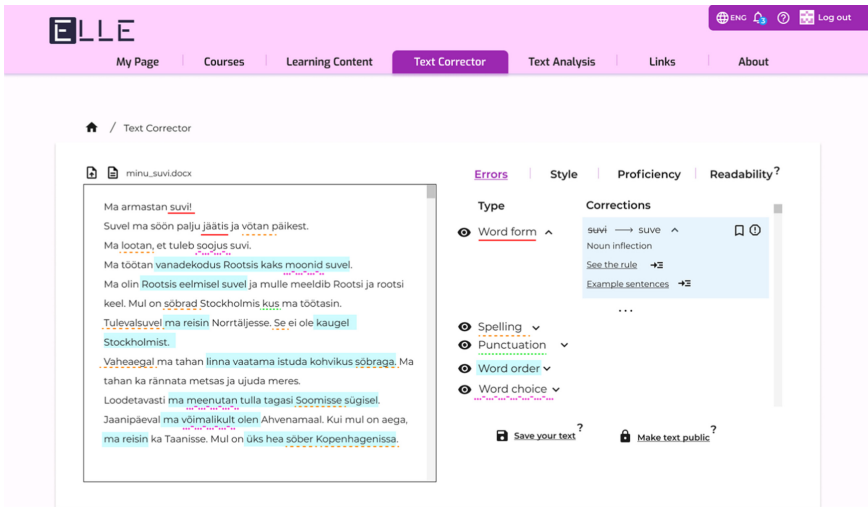 ELLE
ENG 3 ? Log out
My Page Courses Learning Content Text Corrector Text Analysis Links About
/ Text Corrector
minu_suvi.docx
Ma armastan suvi!
Suvel ma söön palju jäätis ja võtan päikest.
Ma lootan, et tuleb soojus suvi.
Ma töötan vanadekodus Rootsis kaks moonid suvel.
Ma olin Rootsis eelmisel suvel ja mulle meeldib Rootsi ja rootsi
keel. Mul on söbrad Stockholmis kus ma töötasin.
Tulevalsuvel ma reisin Norrtäljesse. Se ei ole kaugel
Stockholmist.
Vaheaegal ma tahan linna vaatama istuda kohvikus söbraga. Ma
tahan ka rännata metsas ja ujuda meres.
Loodetavasti ma meenutan tulla tagasi Soomisse sügisel.
Jaanipäeval ma võimalikult olen Ahvenamaal. Kui mul on aega,
ma reisin ka Taanisse. Mul on üks hea söber Kopenhagenissa.
Errors Style Proficiency Readability?
Type Corrections
Word form
suvi → suve
Noun inflection
See the rule
Example sentences
...
Spelling
Punctuation
Word order
Word choice
Save your text? Make text public?